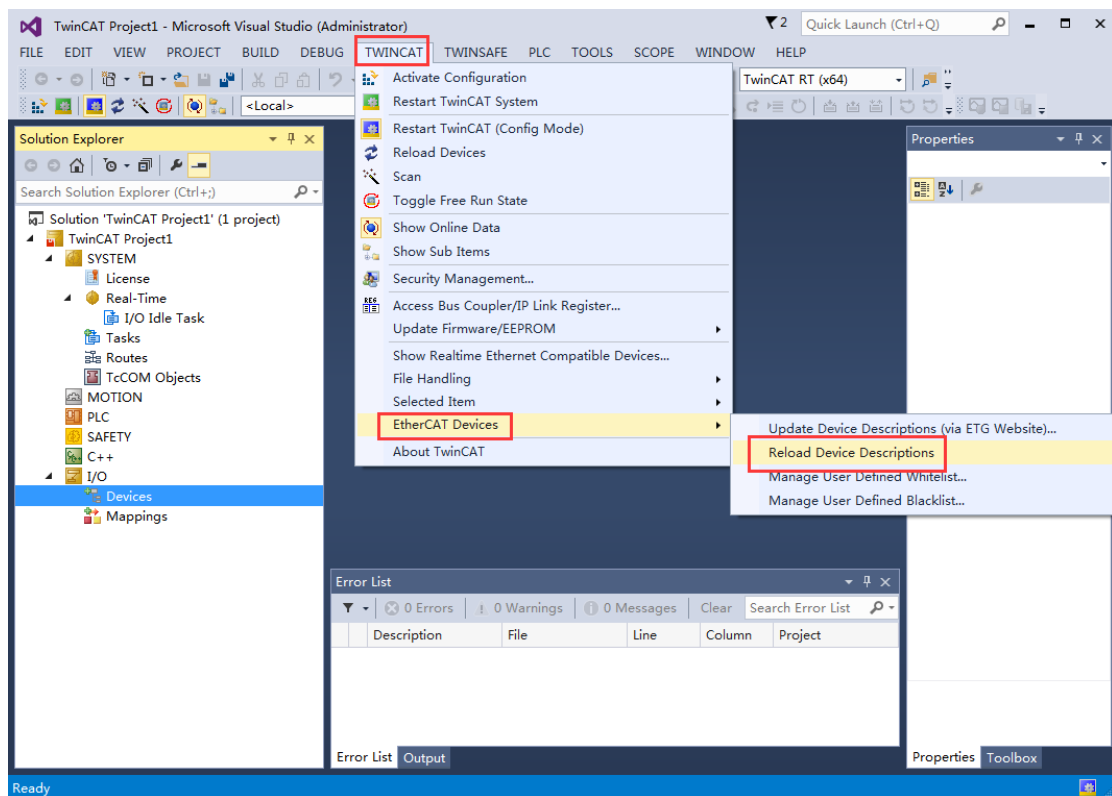 TwinCAT Project1 - Microsoft Visual Studio (Administrator)
2
Quick Launch (Ctrl+Q)
FILE EDIT VIEW PROJECT BUILD DEBUG TWINCAT TWINSAFE PLC TOOLS SCOPE WINDOW HELP
TwinCAT RT (x64)
<Local>
Solution Explorer
Search Solution Explorer (Ctrl+;)
Solution 'TwinCAT Project1' (1 project)
TwinCAT Project1
SYSTEM
License
Real-Time
I/O Idle Task
Tasks
Routes
TcCOM Objects
MOTION
PLC
SAFETY
C++
I/O
Devices
Mappings
Activate Configuration
Restart TwinCAT System
Restart TwinCAT (Config Mode)
Reload Devices
Scan
Toggle Free Run State
Show Online Data
Show Sub Items
Security Management...
REG
Access Bus Coupler/IP Link Register...
Update Firmware/EEPROM
Show Realtime Ethernet Compatible Devices...
File Handling
Selected Item
EtherCAT Devices
About TwinCAT
Update Device Descriptions (via ETG Website)...
Reload Device Descriptions
Manage User Defined Whitelist...
Manage User Defined Blacklist...
Properties
Error List
0 Errors 0 Warnings 0 Messages Clear Search Error List
Description File Line Column Project
Error List Output
Properties Toolbox
Ready